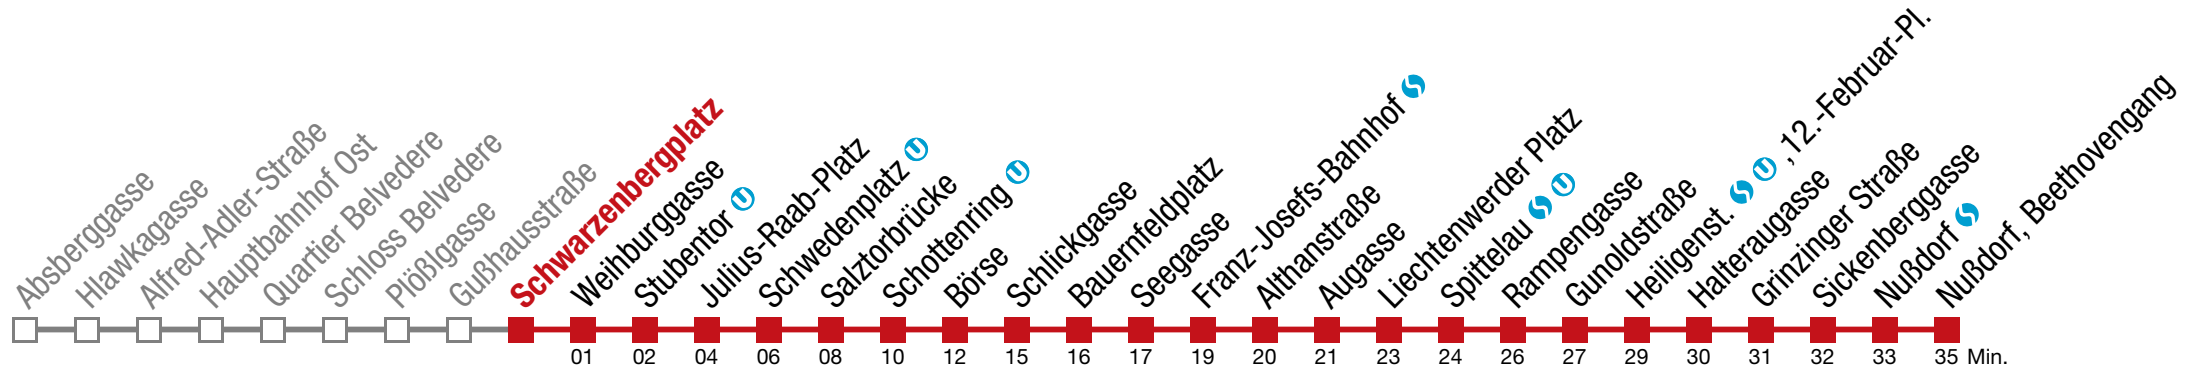 Absberggasse
Hlawkagasse
Alfred-Adler-Straße
Hauptbahnhof Ost
Quartier Belvedere
Schloss Belvedere
Plößlgasse
Gußhausstraße
Schwarzenbergplatz
Weihburggasse
Stubentor U
Julius-Raab-Platz
Schwedenplatz U
Salztorbrücke
Schottenring U
Börse
Schlickgasse
Bauernfeldplatz
Seegasse
Franz-Josefs-Bahnhof S
Althanstraße
Augasse
Liechtenwerder Platz
Spittelau S U
Rampengasse
Gunoldstraße
Heiligenst. S U ,12.-Februar-Pl.
Halteraugasse
Grinzinger Straße
Sickenberggasse
Nußdorf S
Nußdorf, Beethovengang
01 02 04 06 08 10 12 15 16 17 19 20 21 23 24 26 27 29 30 31 32 33 35 Min.